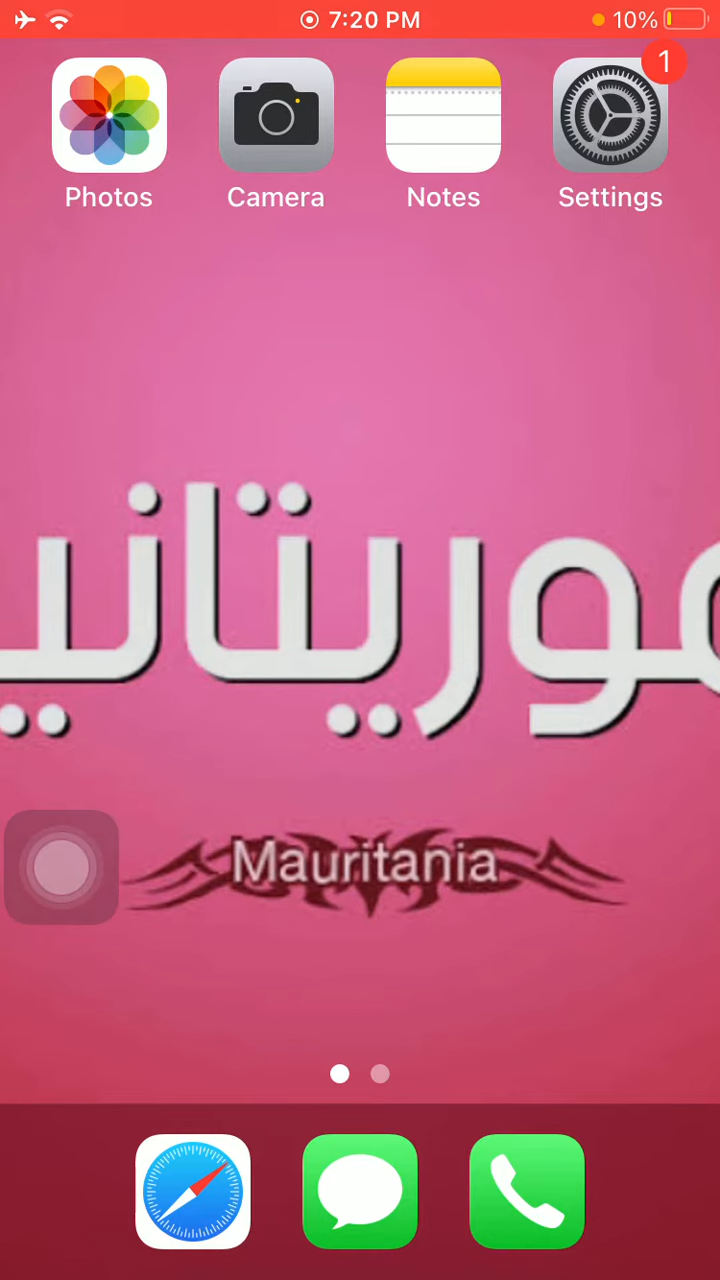 7:20 PM
10%
1
Photos
Camera
Notes
Settings
موريتاني
Mauritania